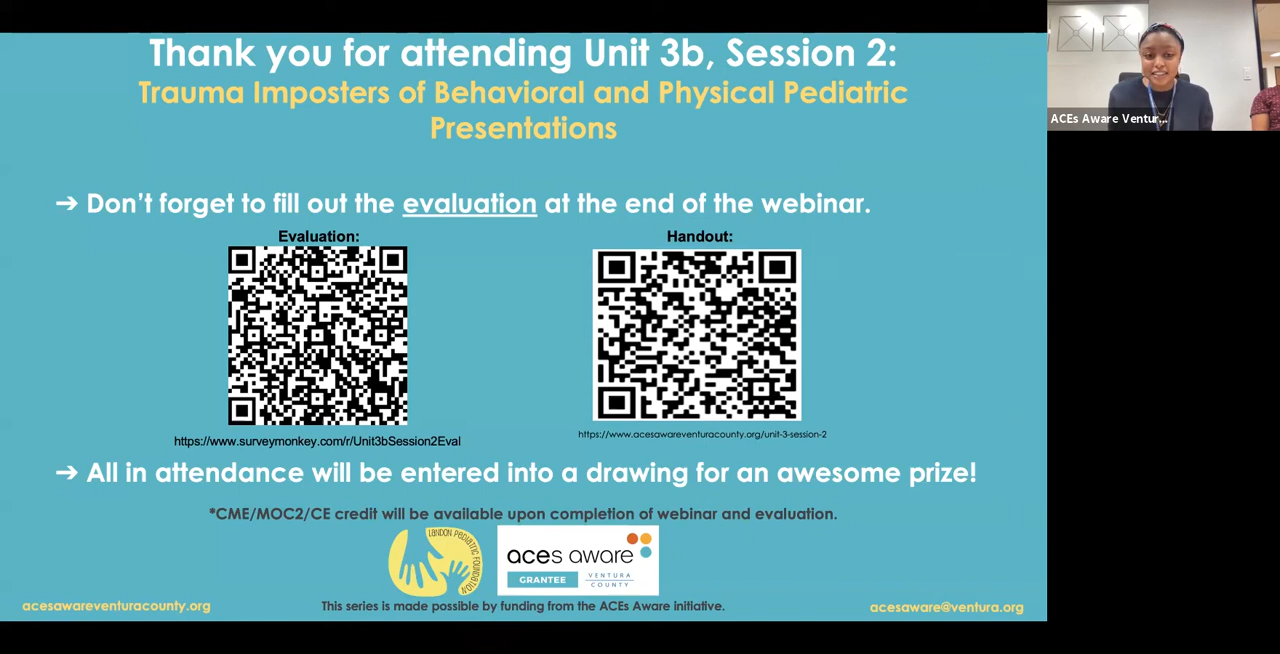 Thank you for attending Unit 3b, Session 2:
Trauma Imposters of Behavioral and Physical Pediatric
Presentations
→ Don't forget to fill out the evaluation at the end of the webinar.
Evaluation:
Handout:
https://www.surveymonkey.com/r/Unit3bSession2Eval
https://www.acesawareventuracounty.org/unit-3-session-2
→ All in attendance will be entered into a drawing for an awesome prize!
*CME/MOC2/CE credit will be available upon completion of webinar and evaluation.
LANDON PEDIATRIC FOUNDATION
aces aware
GRANTEE
VENTURA
COUNTY
acesawareventuracounty.org
This series is made possible by funding from the ACEs Aware initiative.
acesaware@ventura.org
ACEs Aware Ventur...